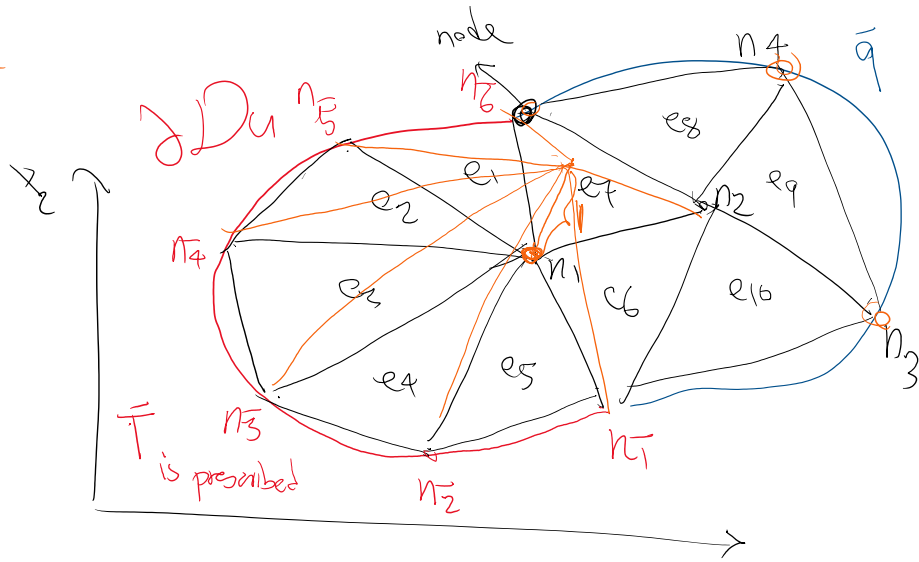 node
n4
q̄
n6̄
∂Du
n5̄
e8
x2
e1
e7
e9
e2
n2
n4̄
n1
e3
e6
e10
n3
e4
e5
n3̄
T̄
is prescribed
n1̄
n2̄